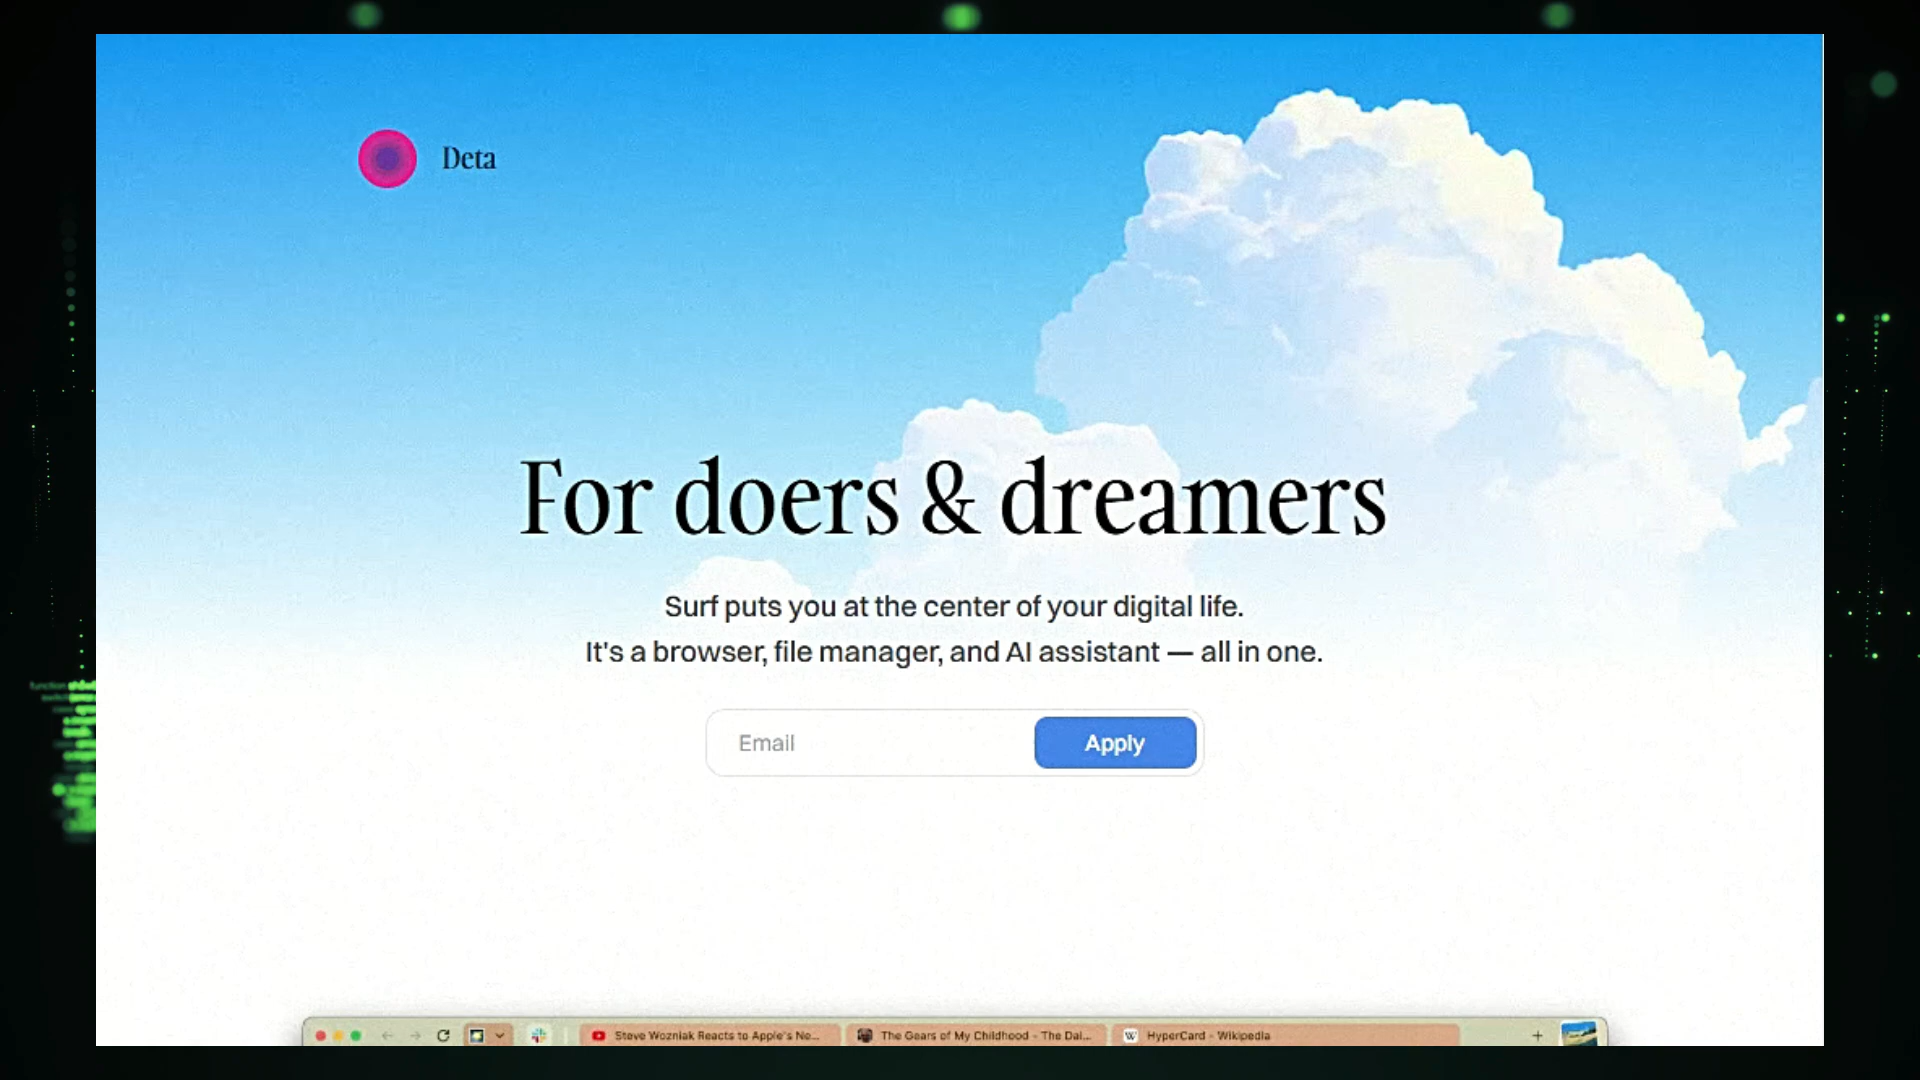 Deta
For doers & dreamers
Surf puts you at the center of your digital life.
It's a browser, file manager, and AI assistant — all in one.
Email
Apply
Steve Wozniak Reacts to Apple's Ne...
The Gears of My Childhood - The Dai...
W HyperCard - Wikipedia
function